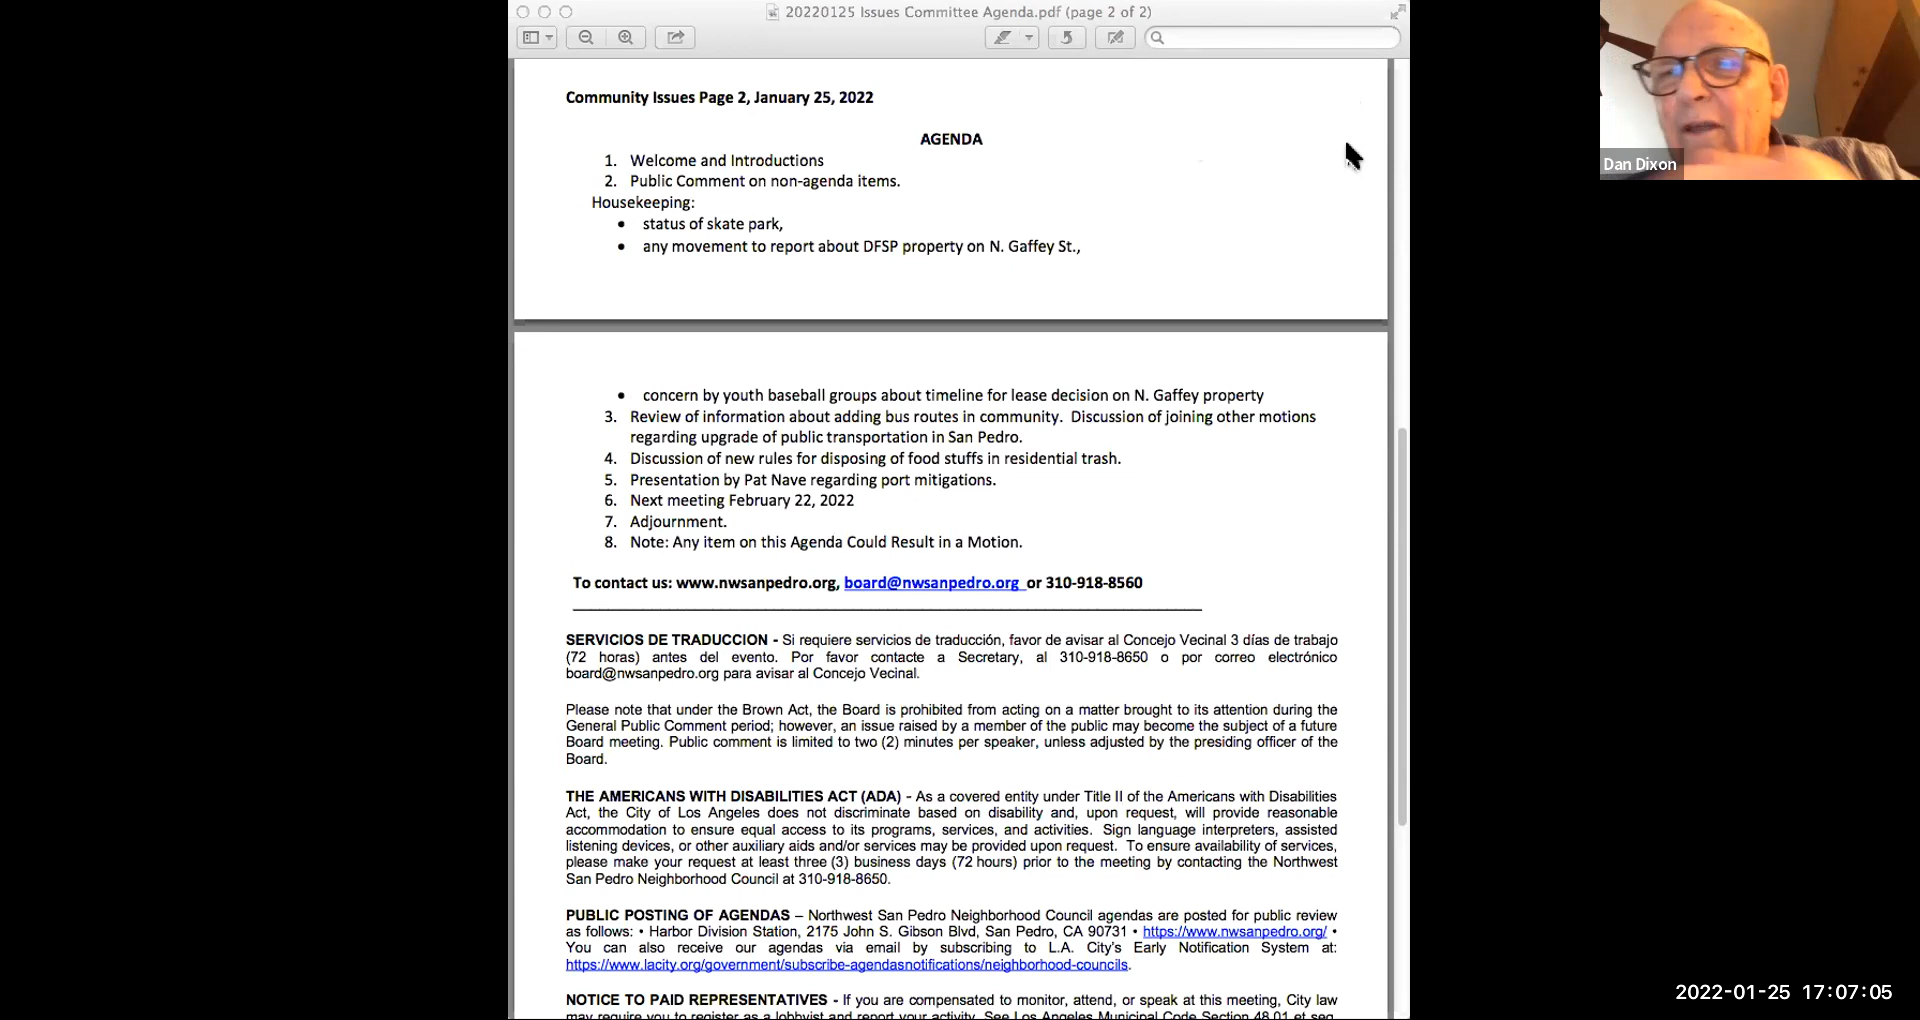 20220125 Issues Committee Agenda.pdf (page 2 of 2)
Community Issues Page 2, January 25, 2022
AGENDA
1. Welcome and Introductions
2. Public Comment on non-agenda items.
Housekeeping:
• status of skate park,
• any movement to report about DFSP property on N. Gaffey St.,
• concern by youth baseball groups about timeline for lease decision on N. Gaffey property
3. Review of information about adding bus routes in community. Discussion of joining other motions
regarding upgrade of public transportation in San Pedro.
4. Discussion of new rules for disposing of food stuffs in residential trash.
5. Presentation by Pat Nave regarding port mitigations.
6. Next meeting February 22, 2022
7. Adjournment.
8. Note: Any item on this Agenda Could Result in a Motion.
To contact us: www.nwsanpedro.org, board@nwsanpedro.org or 310-918-8560
SERVICIOS DE TRADUCCION - Si requiere servicios de traducción, favor de avisar al Concejo Vecinal 3 días de trabajo
(72 horas) antes del evento. Por favor contacte a Secretary, al 310-918-8650 o por correo electrónico
board@nwsanpedro.org para avisar al Concejo Vecinal.
Please note that under the Brown Act, the Board is prohibited from acting on a matter brought to its attention during the
General Public Comment period; however, an issue raised by a member of the public may become the subject of a future
Board meeting. Public comment is limited to two (2) minutes per speaker, unless adjusted by the presiding officer of the
Board.
THE AMERICANS WITH DISABILITIES ACT (ADA) - As a covered entity under Title II of the Americans with Disabilities
Act, the City of Los Angeles does not discriminate based on disability and, upon request, will provide reasonable
accommodation to ensure equal access to its programs, services, and activities. Sign language interpreters, assisted
listening devices, or other auxiliary aids and/or services may be provided upon request. To ensure availability of services,
please make your request at least three (3) business days (72 hours) prior to the meeting by contacting the Northwest
San Pedro Neighborhood Council at 310-918-8650.
PUBLIC POSTING OF AGENDAS – Northwest San Pedro Neighborhood Council agendas are posted for public review
as follows: • Harbor Division Station, 2175 John S. Gibson Blvd, San Pedro, CA 90731 • https://www.nwsanpedro.org/ •
You can also receive our agendas via email by subscribing to L.A. City's Early Notification System at:
https://www.lacity.org/government/subscribe-agendasnotifications/neighborhood-councils.
NOTICE TO PAID REPRESENTATIVES - If you are compensated to monitor, attend, or speak at this meeting, City law
may require you to register as a lobbyist and report your activity. See Los Angeles Municipal Code Section 48.01 et seq.
Dan Dixon
2022-01-25 17:07:05